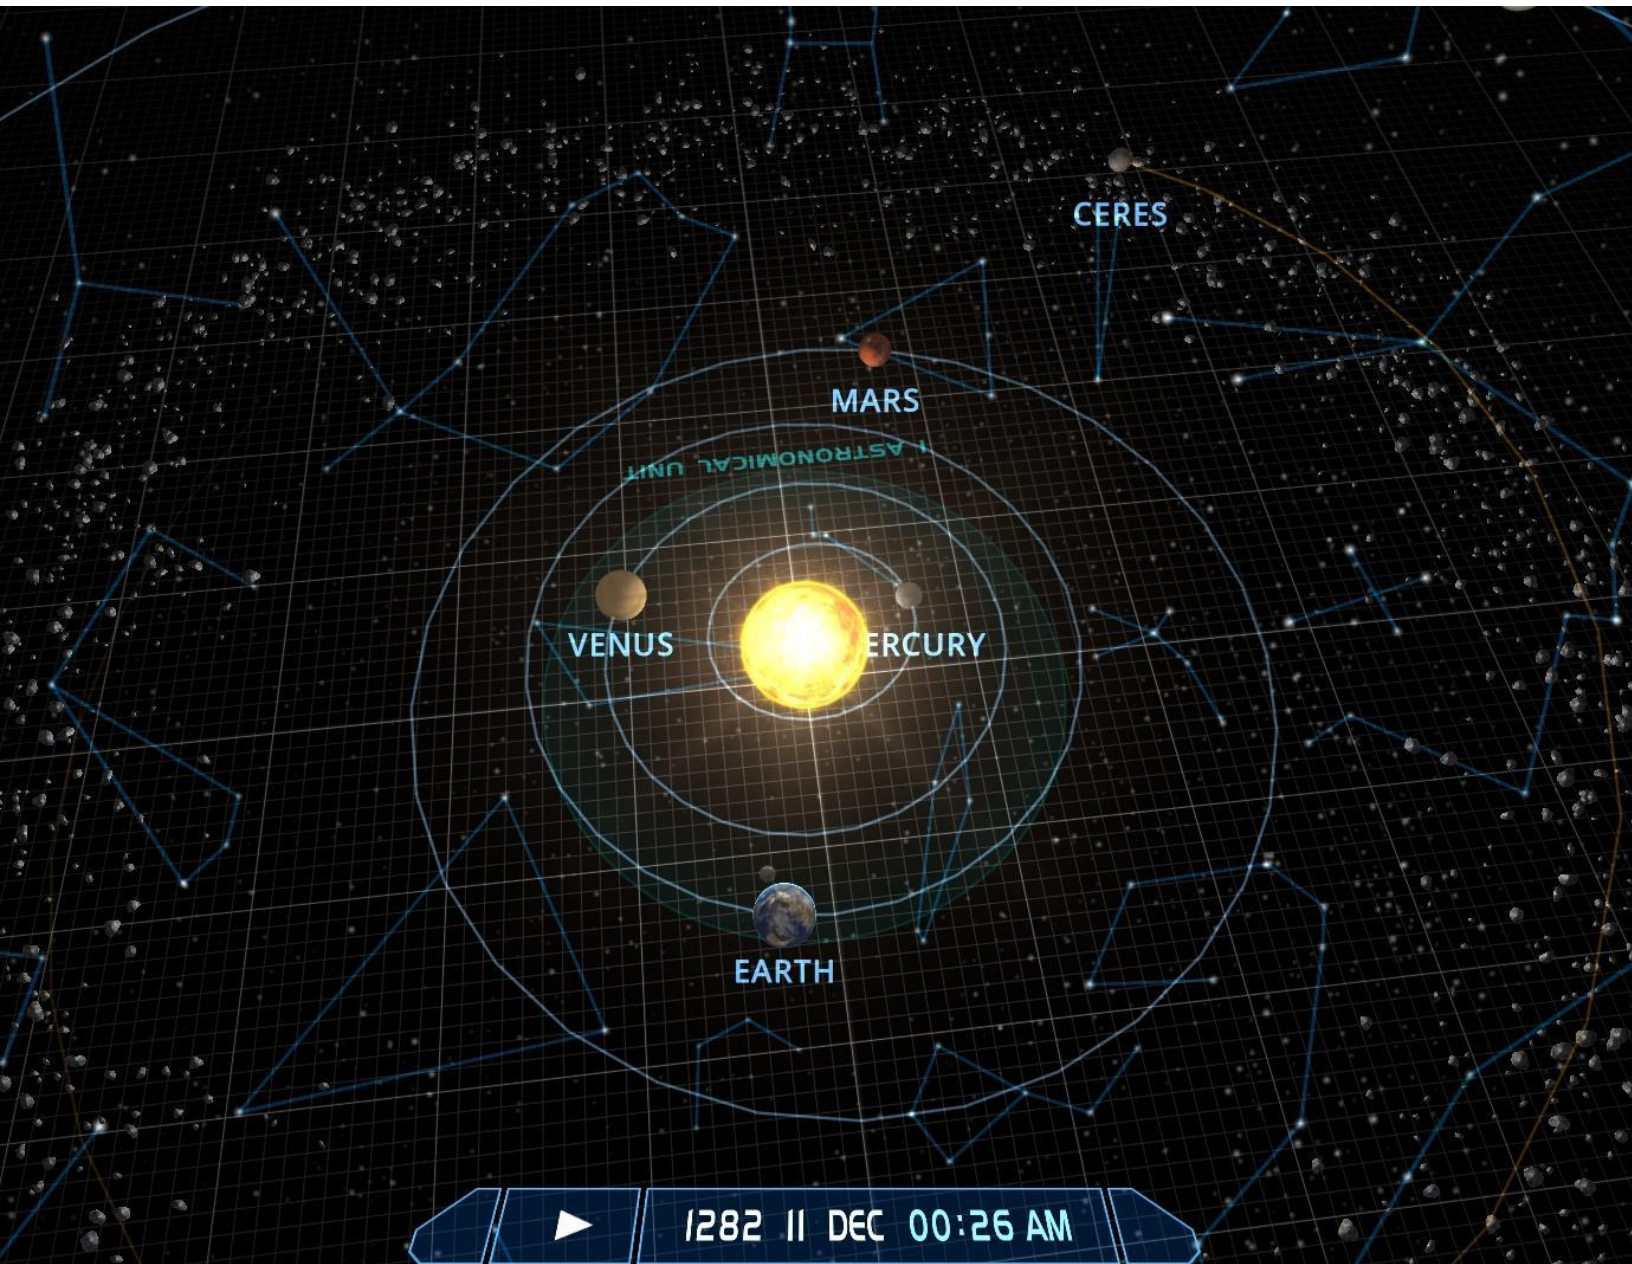 CERES
MARS
1 ASTRONOMICAL UNIT
VENUS
ERCURY
EARTH
1282 11 DEC 00:26 AM